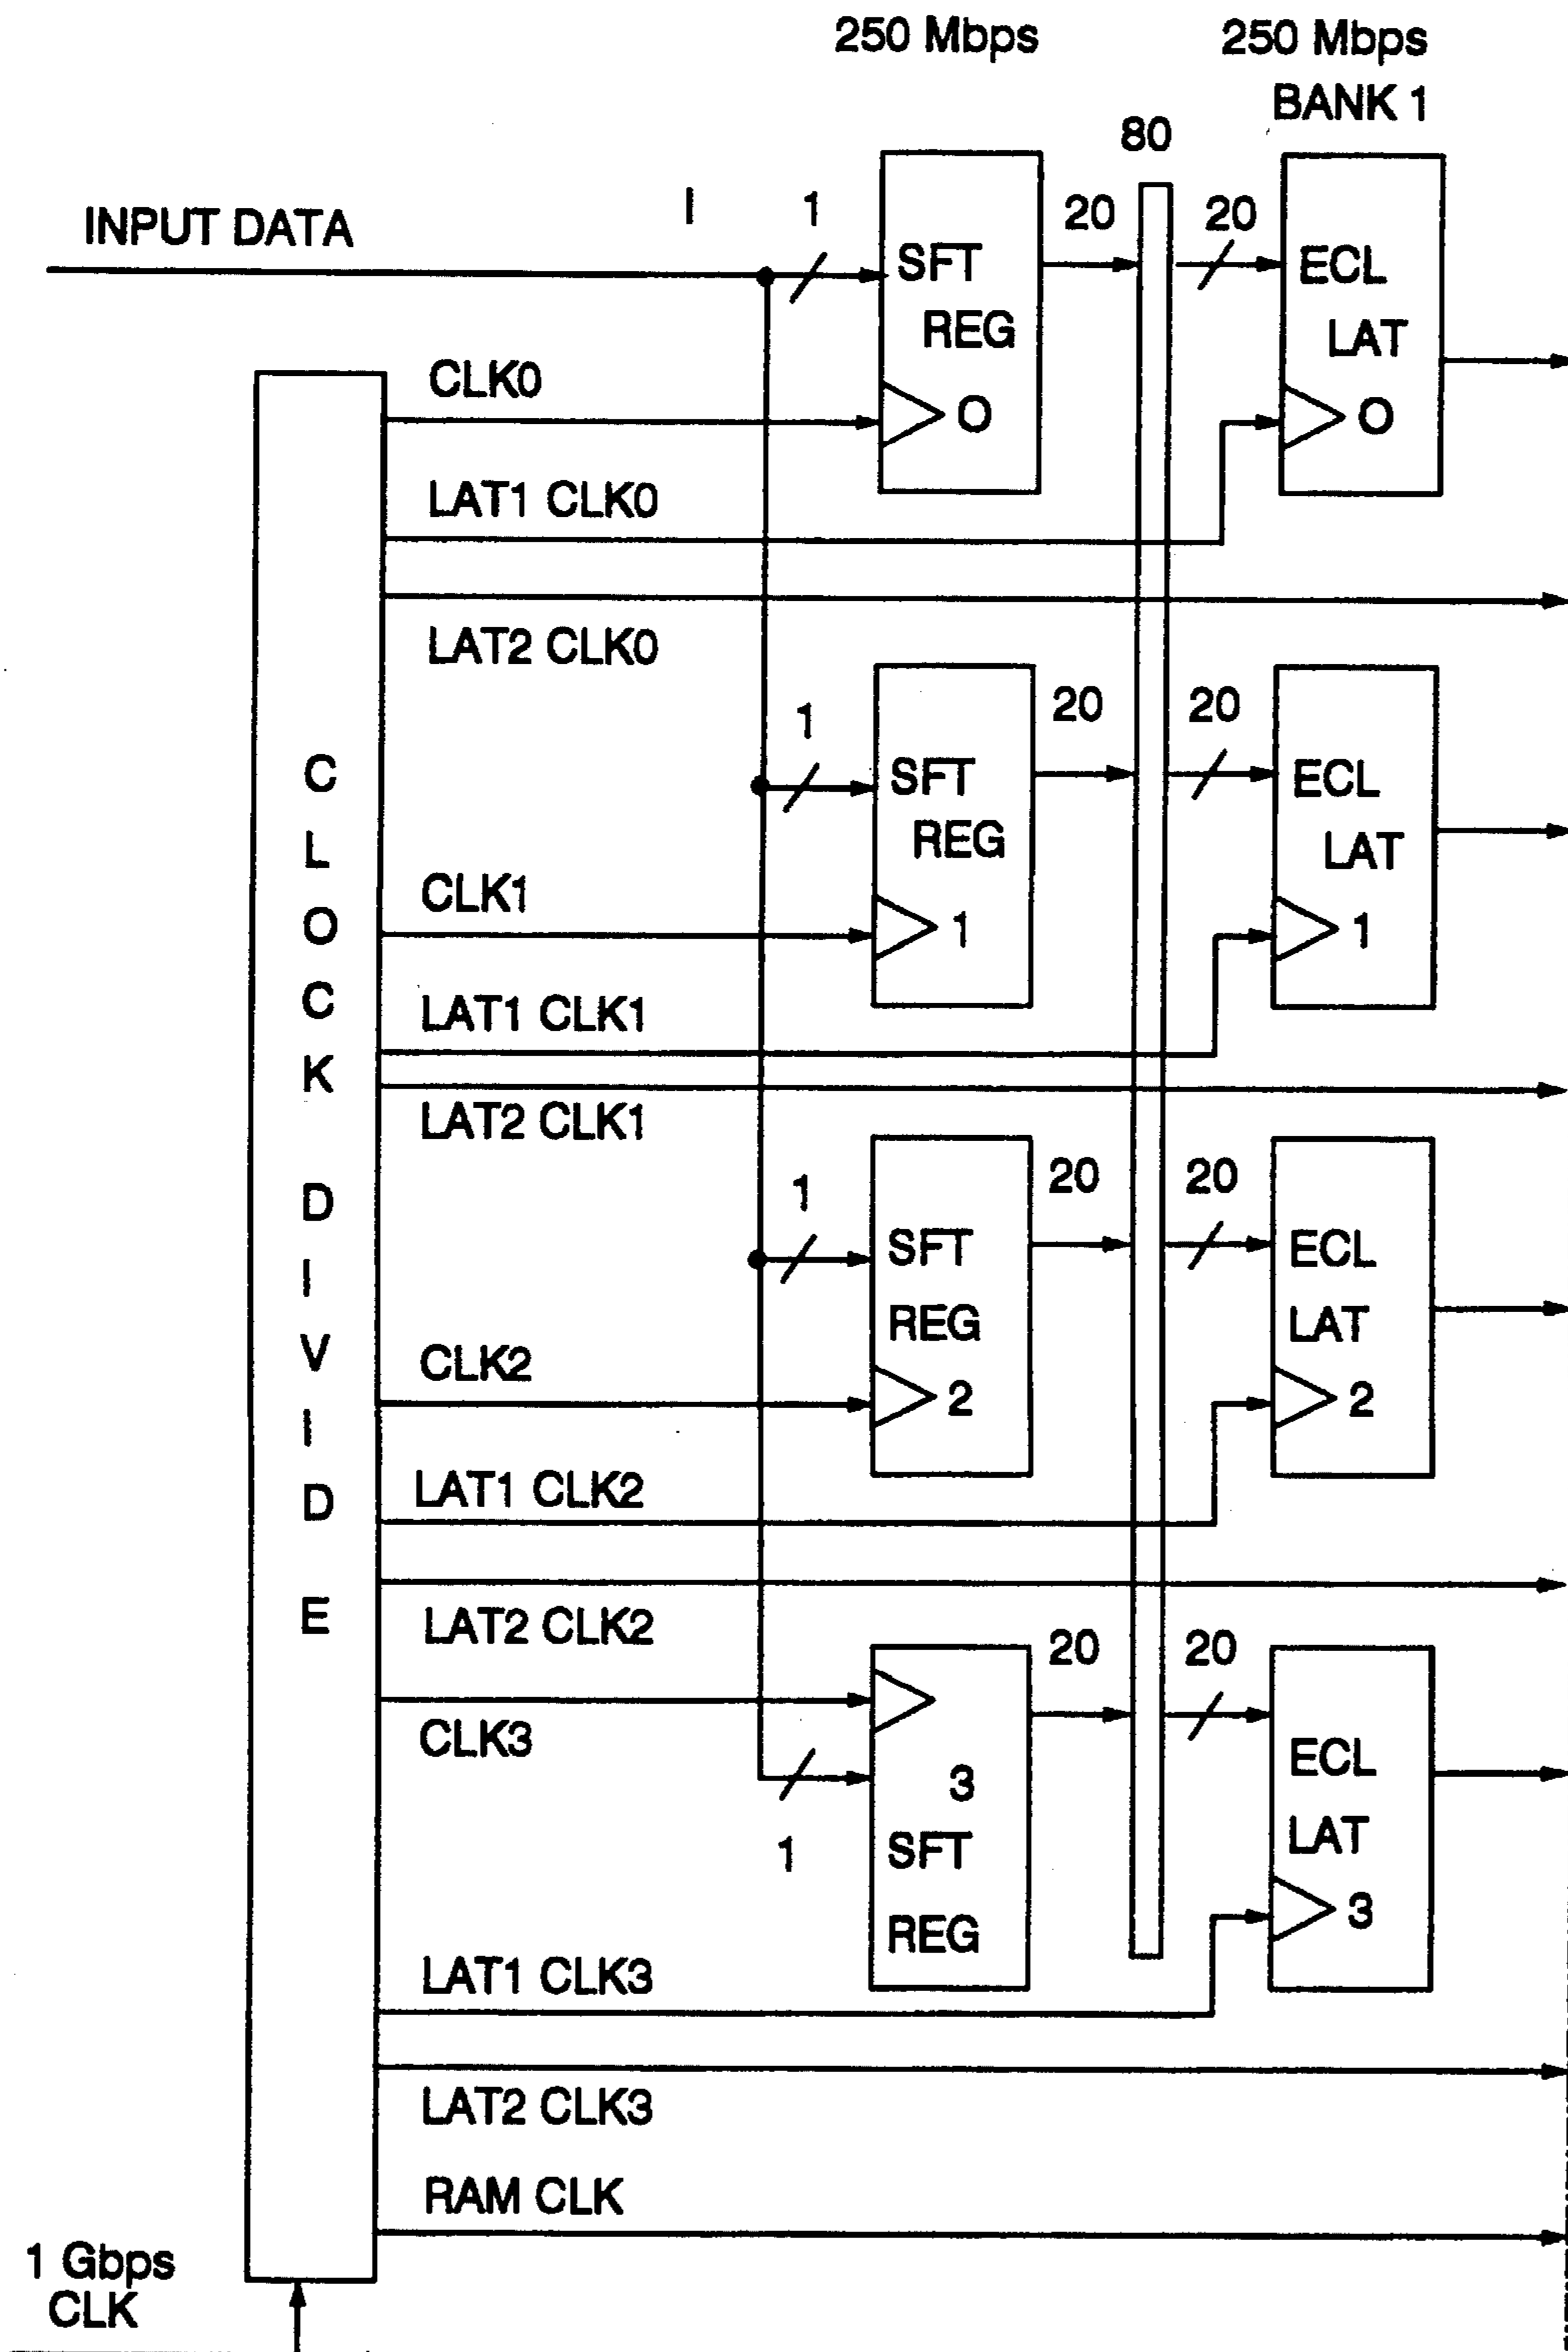 250 Mbps
250 Mbps
BANK 1
80
INPUT DATA
I
1
SFT
REG
O
20
20
ECL
LAT
O
CLK0
LAT1 CLK0
LAT2 CLK0
1
SFT
REG
1
20
20
ECL
LAT
1
CLK1
LAT1 CLK1
LAT2 CLK1
CLOCK DIVIDE
1
SFT
REG
2
20
20
ECL
LAT
2
CLK2
LAT1 CLK2
LAT2 CLK2
20
20
CLK3
1
3
SFT
REG
ECL
LAT
3
LAT1 CLK3
LAT2 CLK3
RAM CLK
1 Gbps
CLK